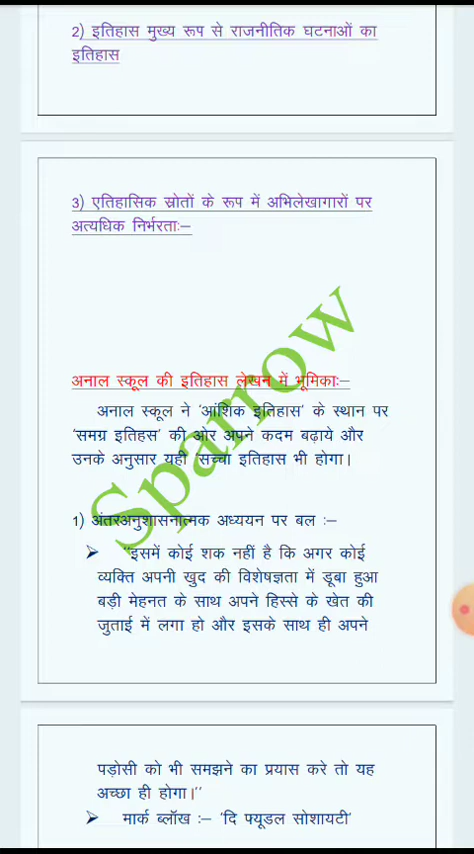 2) इतिहास मुख्य रूप से राजनीतिक घटनाओं का
इतिहास
3) एतिहासिक स्रोतों के रूप में अभिलेखागारों पर
अत्यधिक निर्भरताः–
अनाल स्कूल की इतिहास लेखन में भूमिकाः–
अनाल स्कूल ने 'आंशिक इतिहास' के स्थान पर
'समग्र इतिहस' की ओर अपने कदम बढ़ाये और
उनके अनुसार यही 'सच्चा इतिहास भी होगा।
1) अंतरअनुशासनात्मक अध्ययन पर बल :–
➢ "इसमें कोई शक नहीं है कि अगर कोई
व्यक्ति अपनी खुद की विशेषज्ञता में डूबा हुआ
बड़ी मेहनत के साथ अपने हिस्से के खेत की
जुताई में लगा हो और इसके साथ ही अपने
पड़ोसी को भी समझने का प्रयास करे तो यह
अच्छा ही होगा।"
➢ मार्क ब्लॉख :– 'दि फ्यूडल सोशायटी'
Sparrow